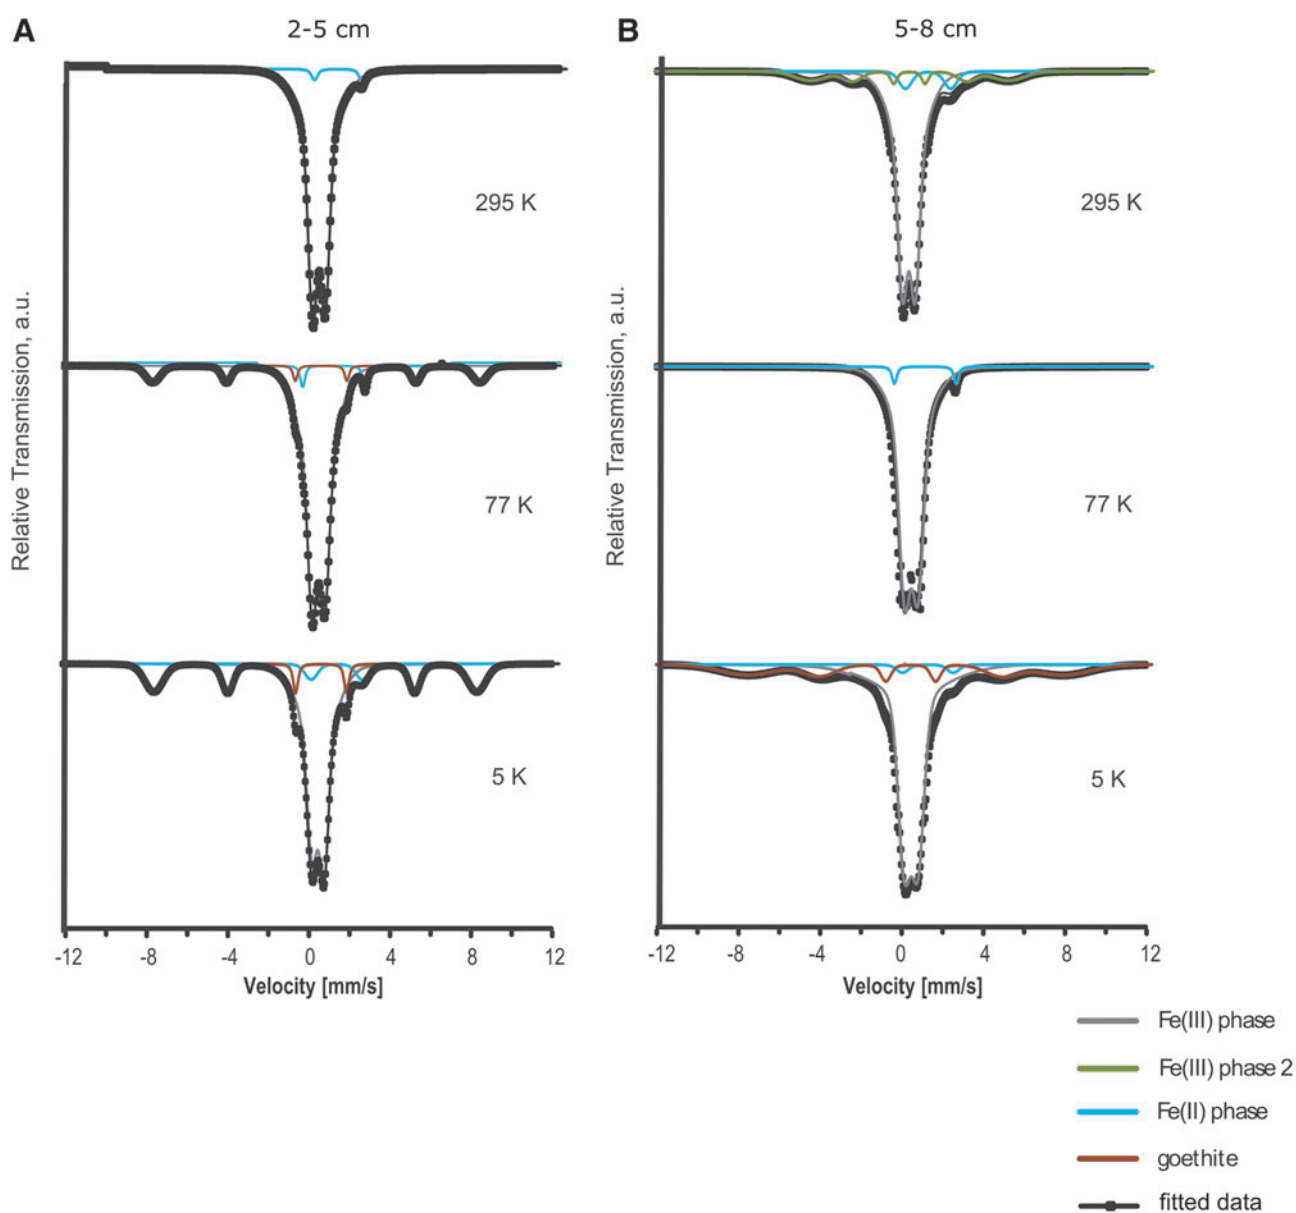 A
2-5 cm
295 K
77 K
5 K
Relative Transmission, a.u.
-12 -8 -4 0 4 8 12
Velocity [mm/s]
B
5-8 cm
295 K
77 K
5 K
Relative Transmission, a.u.
-12 -8 -4 0 4 8 12
Velocity [mm/s]
Fe(III) phase
Fe(III) phase 2
Fe(II) phase
goethite
fitted data